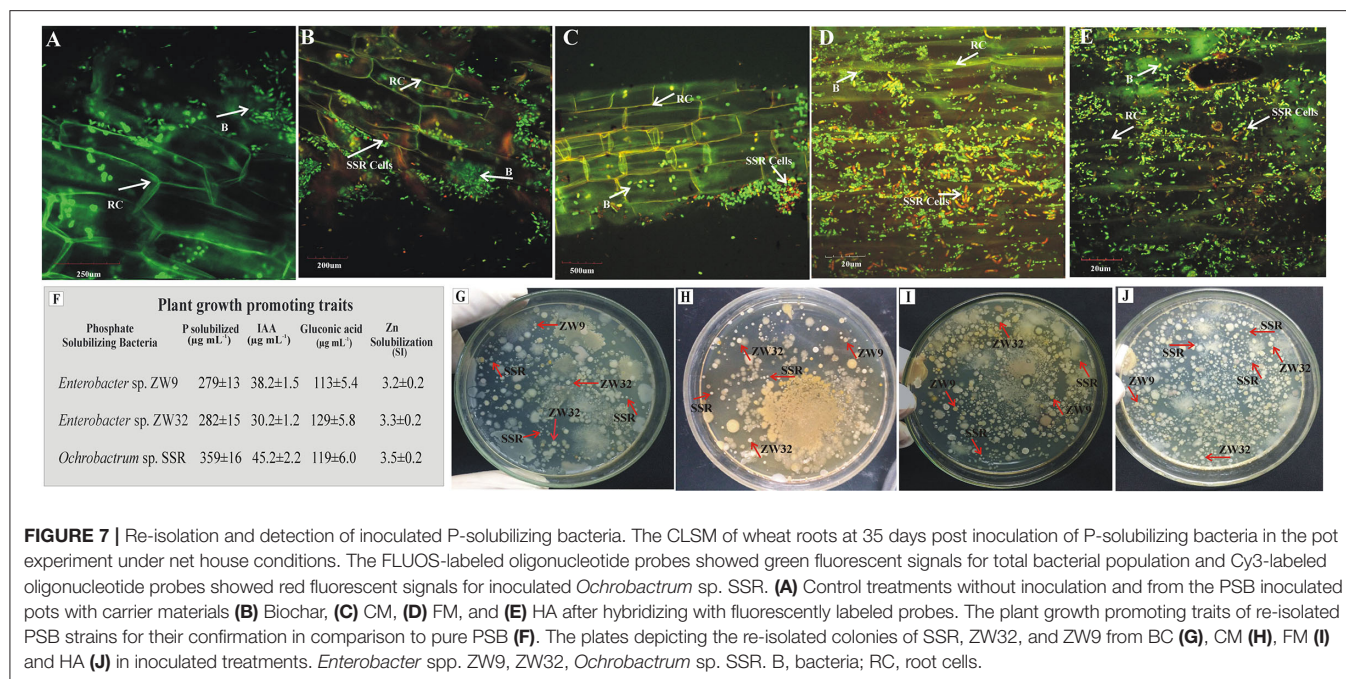 A
B
RC
250um
B
RC
SSR Cells
B
200um
C
RC
SSR Cells
B
500um
D
RC
B
SSR Cells
20um
E
B
RC
SSR Cells
20um
F
Plant growth promoting traits
Phosphate Solubilizing Bacteria P solubilized (µg mL-1) IAA (µg mL-1) Gluconic acid (µg mL-1) Zn Solubilization (SI)
Enterobacter sp. ZW9 279±13 38.2±1.5 113±5.4 3.2±0.2
Enterobacter sp. ZW32 282±15 30.2±1.2 129±5.8 3.3±0.2
Ochrobactrum sp. SSR 359±16 45.2±2.2 119±6.0 3.5±0.2
G
ZW9
SSR
ZW32
SSR
ZW32
SSR
H
ZW32
ZW9
SSR
SSR
ZW32
I
ZW32
SSR
ZW9
ZW9
SSR
J
SSR
SSR
ZW32
SSR
ZW9
ZW32
FIGURE 7 | Re-isolation and detection of inoculated P-solubilizing bacteria. The CLSM of wheat roots at 35 days post inoculation of P-solubilizing bacteria in the pot
experiment under net house conditions. The FLUOS-labeled oligonucleotide probes showed green fluorescent signals for total bacterial population and Cy3-labeled
oligonucleotide probes showed red fluorescent signals for inoculated Ochrobactrum sp. SSR. (A) Control treatments without inoculation and from the PSB inoculated
pots with carrier materials (B) Biochar, (C) CM, (D) FM, and (E) HA after hybridizing with fluorescently labeled probes. The plant growth promoting traits of re-isolated
PSB strains for their confirmation in comparison to pure PSB (F). The plates depicting the re-isolated colonies of SSR, ZW32, and ZW9 from BC (G), CM (H), FM (I)
and HA (J) in inoculated treatments. Enterobacter spp. ZW9, ZW32, Ochrobactrum sp. SSR. B, bacteria; RC, root cells.